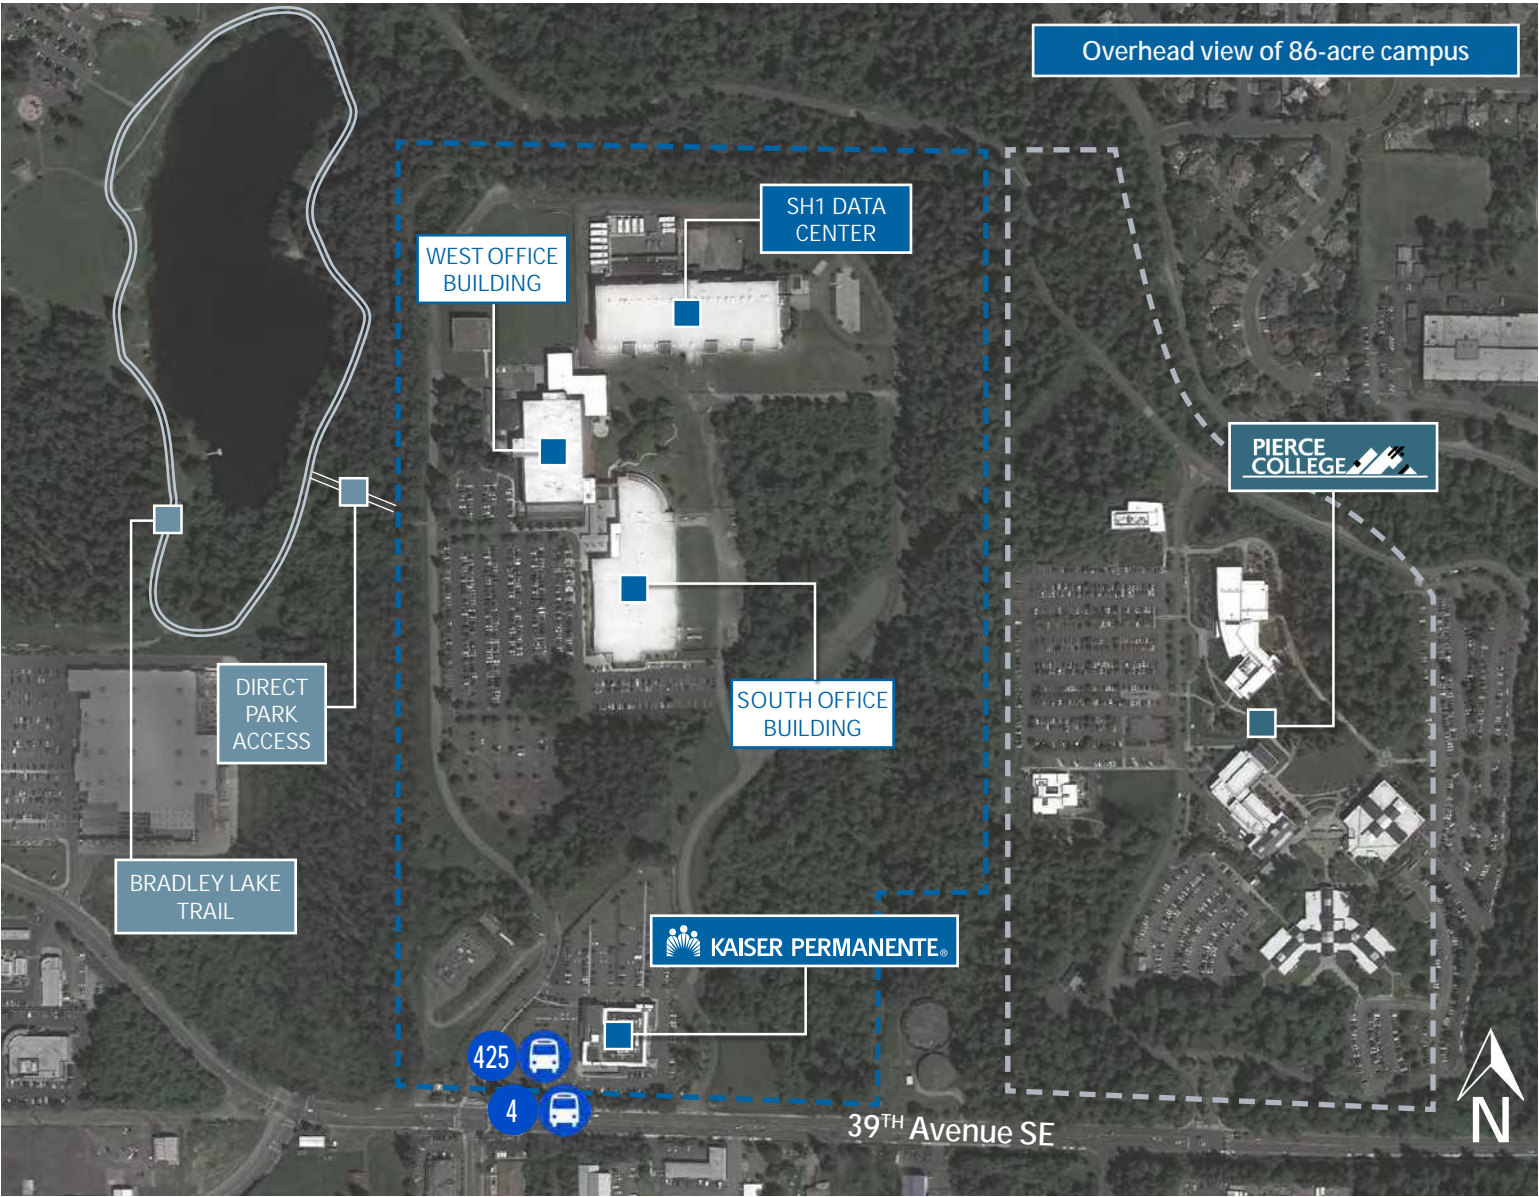 Overhead view of 86-acre campus
SH1 DATA
CENTER
WEST OFFICE
BUILDING
PIERCE
COLLEGE
DIRECT
PARK
ACCESS
SOUTH OFFICE
BUILDING
BRADLEY LAKE
TRAIL
KAISER PERMANENTE®
425
4
39TH Avenue SE
N